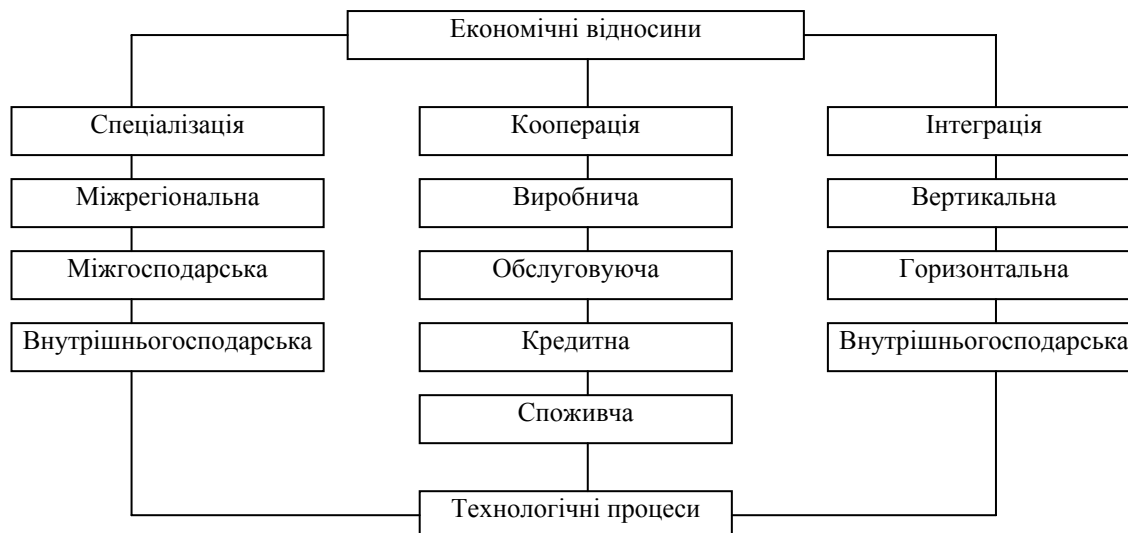 Економічні відносини
Спеціалізація
Кооперація
Інтеграція
Міжрегіональна
Виробнича
Вертикальна
Міжгосподарська
Обслуговуюча
Горизонтальна
Внутрішньогосподарська
Кредитна
Внутрішньогосподарська
Споживча
Технологічні процеси